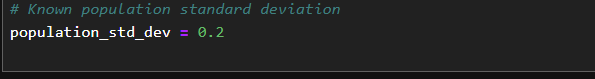 # Known population standard deviation
population_std_dev = 0.2